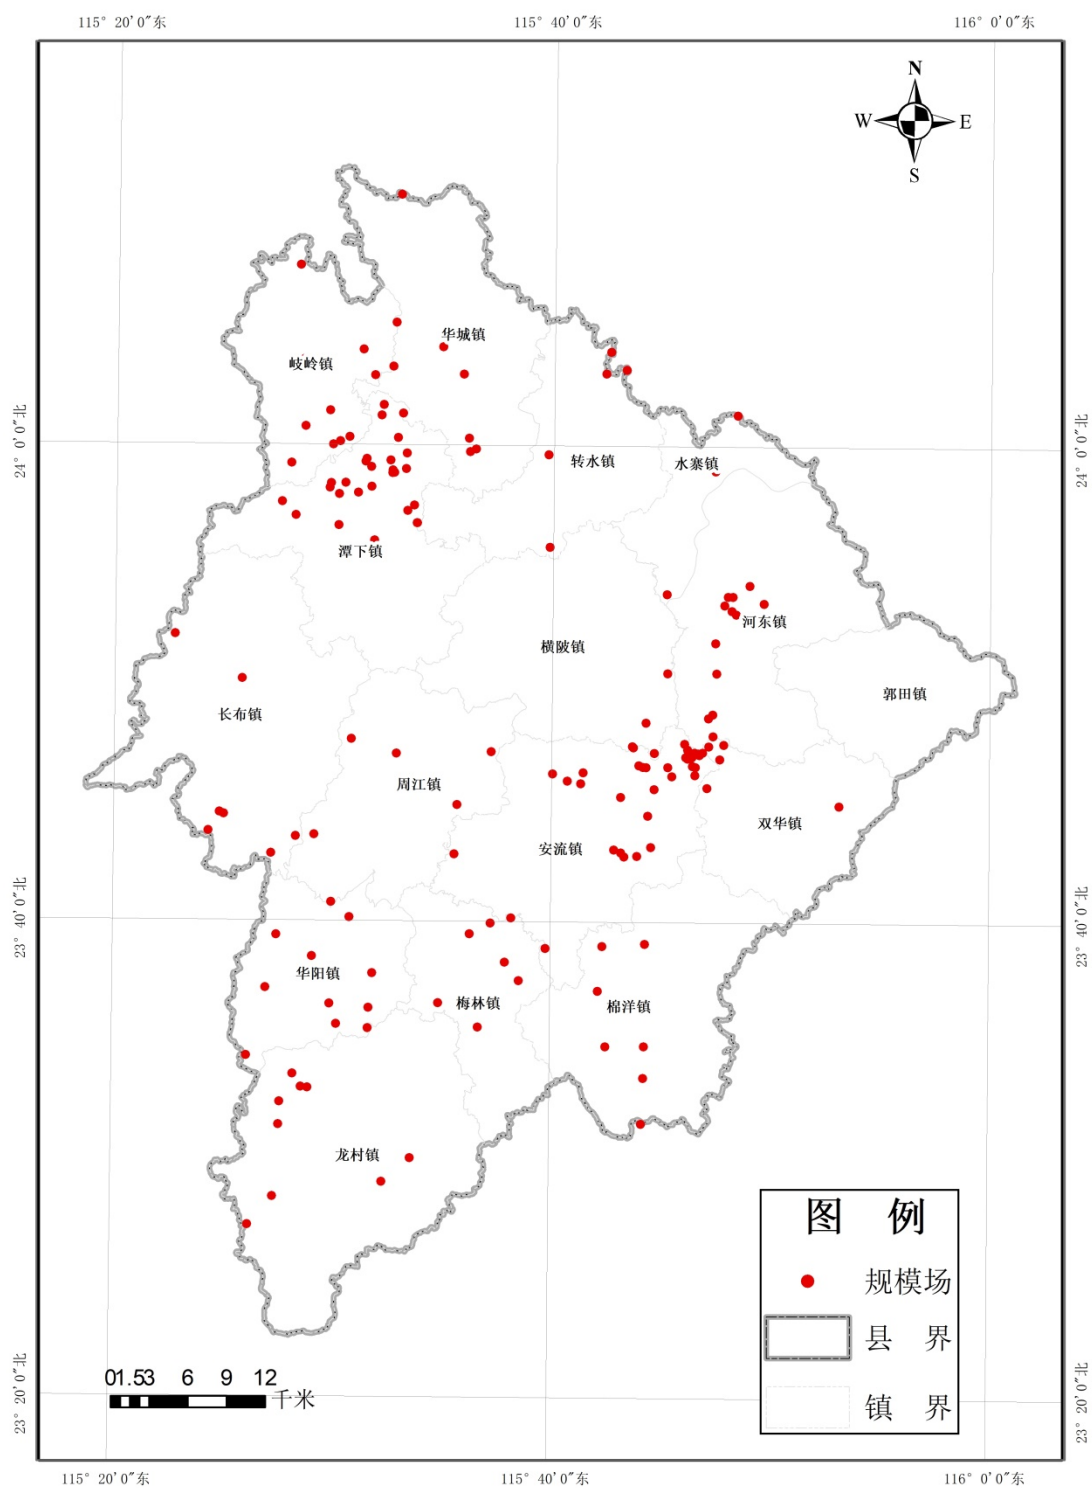 115° 20'0"东
115° 40'0"东
116° 0'0"东
N
W
E
S
华城镇
岐岭镇
24° 0'0"北
24° 0'0"北
转水镇
水寨镇
潭下镇
河东镇
横陂镇
郭田镇
长布镇
周江镇
双华镇
安流镇
23° 40'0"北
23° 40'0"北
华阳镇
梅林镇
棉洋镇
龙村镇
图 例
规模场
县 界
镇 界
01.53 6 9 12
千米
23° 20'0"北
23° 20'0"北
115° 20'0"东
115° 40'0"东
116° 0'0"东